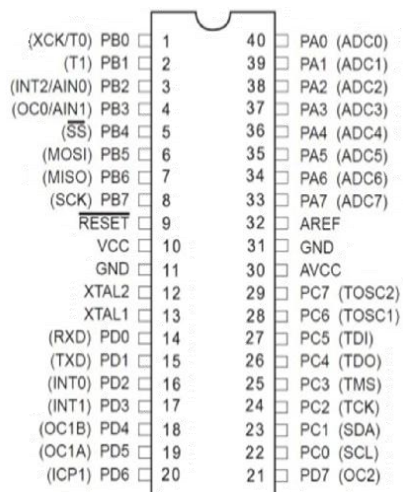 {XCK/T0) PB0 1 40 PA0 (ADC0)
(T1) PB1 2 39 PA1 (ADC1)
(INT2/AIN0) PB2 3 38 PA2 (ADC2)
(OC0/AIN1) PB3 4 37 PA3 (ADC3)
(SS) PB4 5 36 PA4 (ADC4)
(MOSI) PB5 6 35 PA5 (ADC5)
(MISO) PB6 7 34 PA6 (ADC6)
(SCK) PB7 8 33 PA7 (ADC7)
RESET 9 32 AREF
VCC 10 31 GND
GND 11 30 AVCC
XTAL2 12 29 PC7 (TOSC2)
XTAL1 13 28 PC6 (TOSC1)
(RXD) PD0 14 27 PC5 (TDI)
(TXD) PD1 15 26 PC4 (TDO)
(INT0) PD2 16 25 PC3 (TMS)
(INT1) PD3 17 24 PC2 (TCK)
(OC1B) PD4 18 23 PC1 (SDA)
(OC1A) PD5 19 22 PC0 (SCL)
(ICP1) PD6 20 21 PD7 (OC2)